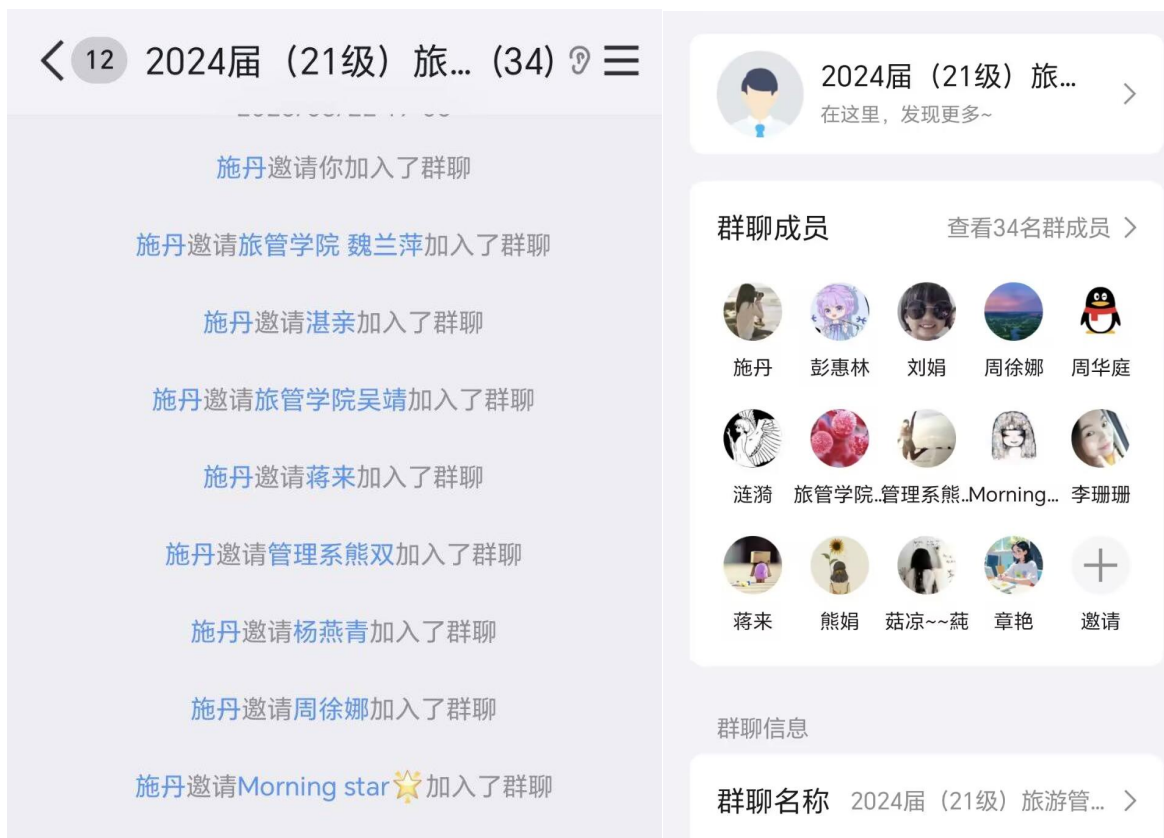 12 2024届（21级）旅... (34)
施丹邀请你加入了群聊
施丹邀请旅管学院 魏兰萍加入了群聊
施丹邀请湛亲加入了群聊
施丹邀请旅管学院吴靖加入了群聊
施丹邀请蒋来加入了群聊
施丹邀请管理系熊双加入了群聊
施丹邀请杨燕青加入了群聊
施丹邀请周徐娜加入了群聊
施丹邀请Morning star🌟加入了群聊
2024届（21级）旅...
在这里，发现更多~
群聊成员 查看34名群成员
施丹 彭惠林 刘娟 周徐娜 周华庭
涟漪 旅管学院... 管理系熊... Morning... 李珊珊
蒋来 熊娟 菇凉~~莼 章艳 邀请
群聊信息
群聊名称 2024届（21级）旅游管...